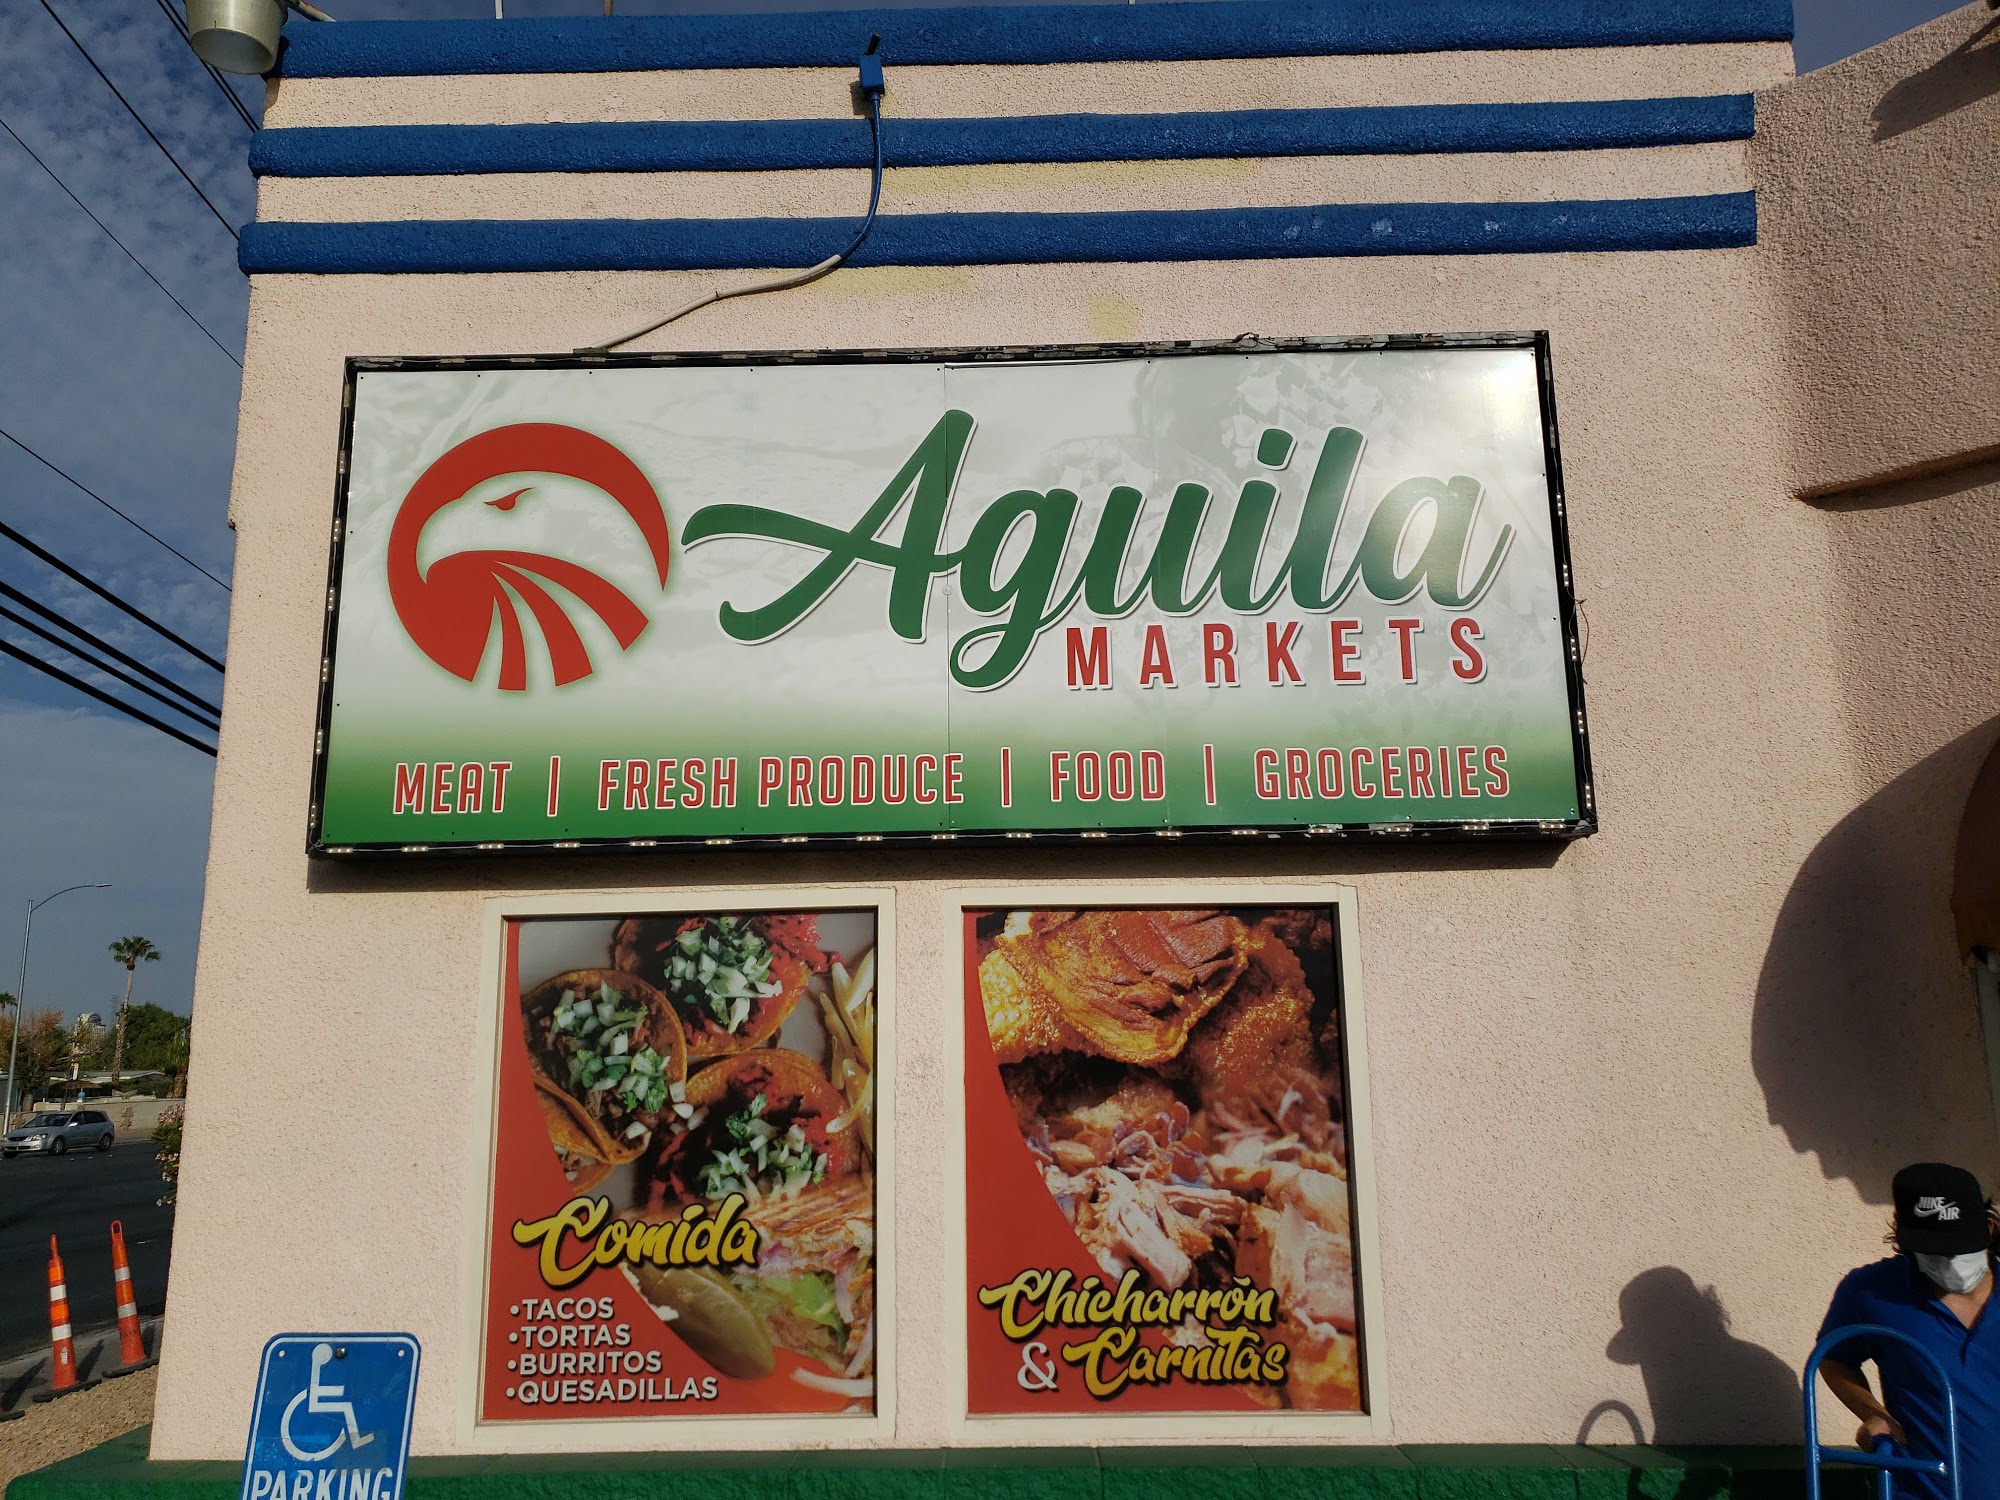 Aguila
MARKETS
MEAT | FRESH PRODUCE | FOOD | GROCERIES
Comida
•TACOS
•TORTAS
•BURRITOS
•QUESADILLAS
Chicharrón
& Carnitas
NIKE
AIR
PARKING